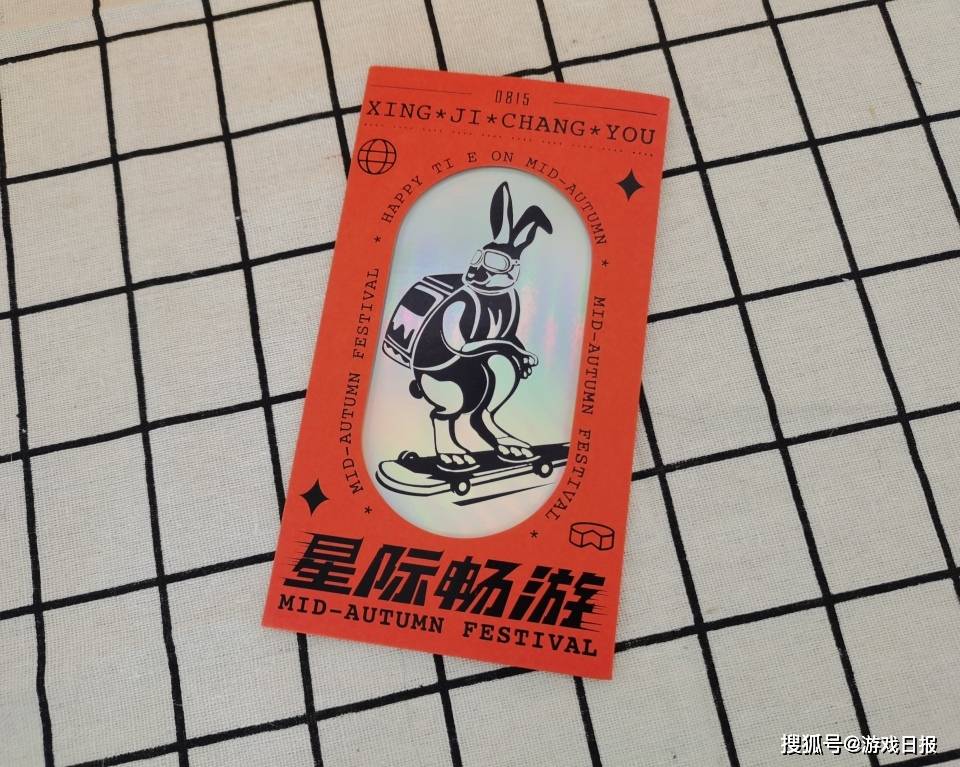 0815
XING*JI*CHANG*YOU
* HAPPY TI E ON MID-AUTUMN *
MID-AUTUMN FESTIVAL *
* MID-AUTUMN FESTIVAL
星际畅游
MID-AUTUMN FESTIVAL
搜狐号@游戏日报